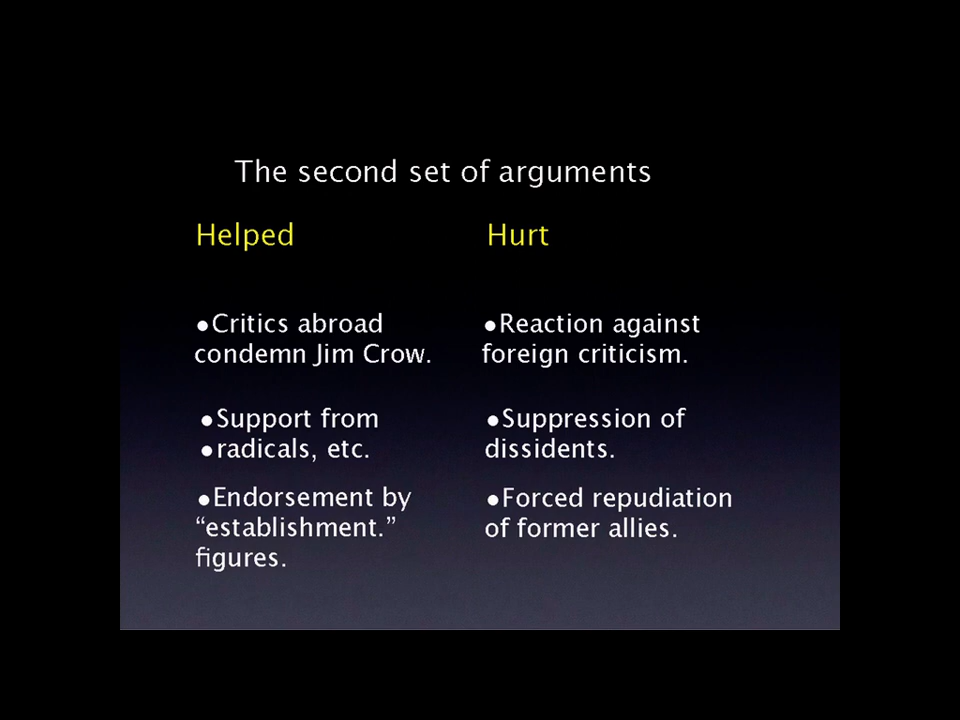 The second set of arguments
Helped
Hurt
•Critics abroad
condemn Jim Crow.
•Support from
•radicals, etc.
•Endorsement by
“establishment.”
figures.
•Reaction against
foreign criticism.
•Suppression of
dissidents.
•Forced repudiation
of former allies.